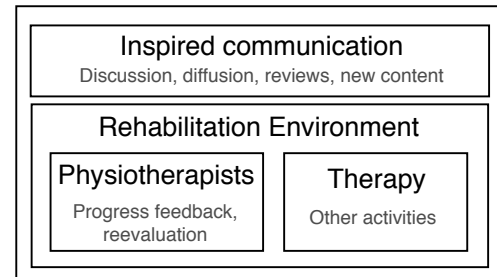 Inspired communication
Discussion, diffusion, reviews, new content
Rehabilitation Environment
Physiotherapists
Progress feedback,
reevaluation
Therapy
Other activities